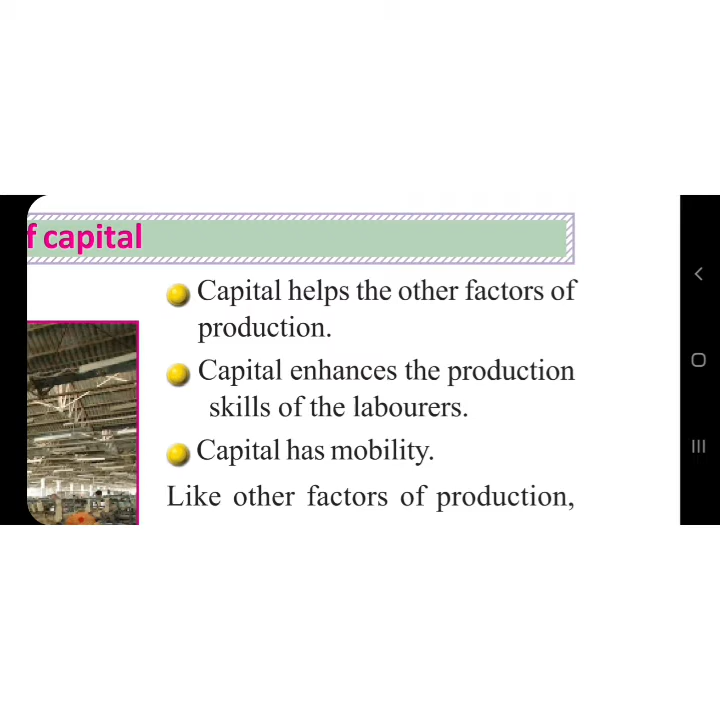 f capital
Capital helps the other factors of
production.
Capital enhances the production
skills of the labourers.
Capital has mobility.
Like other factors of production,